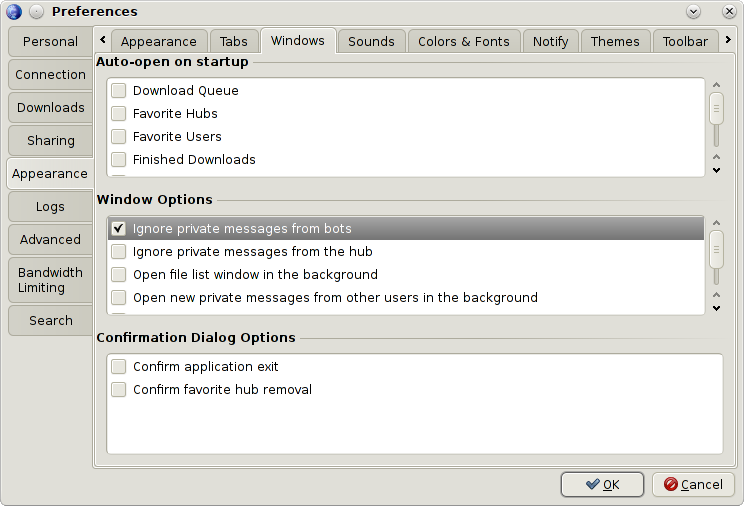 Preferences
Personal
Connection
Downloads
Sharing
Appearance
Logs
Advanced
Bandwidth
Limiting
Search
Appearance
Tabs
Windows
Sounds
Colors & Fonts
Notify
Themes
Toolbar
Auto-open on startup
Download Queue
Favorite Hubs
Favorite Users
Finished Downloads
Window Options
Ignore private messages from bots
Ignore private messages from the hub
Open file list window in the background
Open new private messages from other users in the background
Confirmation Dialog Options
Confirm application exit
Confirm favorite hub removal
OK
Cancel